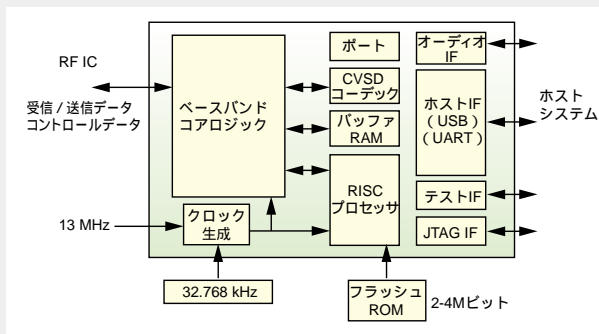 RF IC
受信 / 送信データ
コントロールデータ
13 MHz
ベースバンド
コアロジック
クロック
生成
32.768 kHz
ポート
CVSD
コーデック
バッファ
RAM
RISC
プロセッサ
フラッシュ
ROM
2-4Mビット
オーディオ
IF
ホストIF
(USB)
(UART)
テストIF
JTAG IF
ホスト
システム